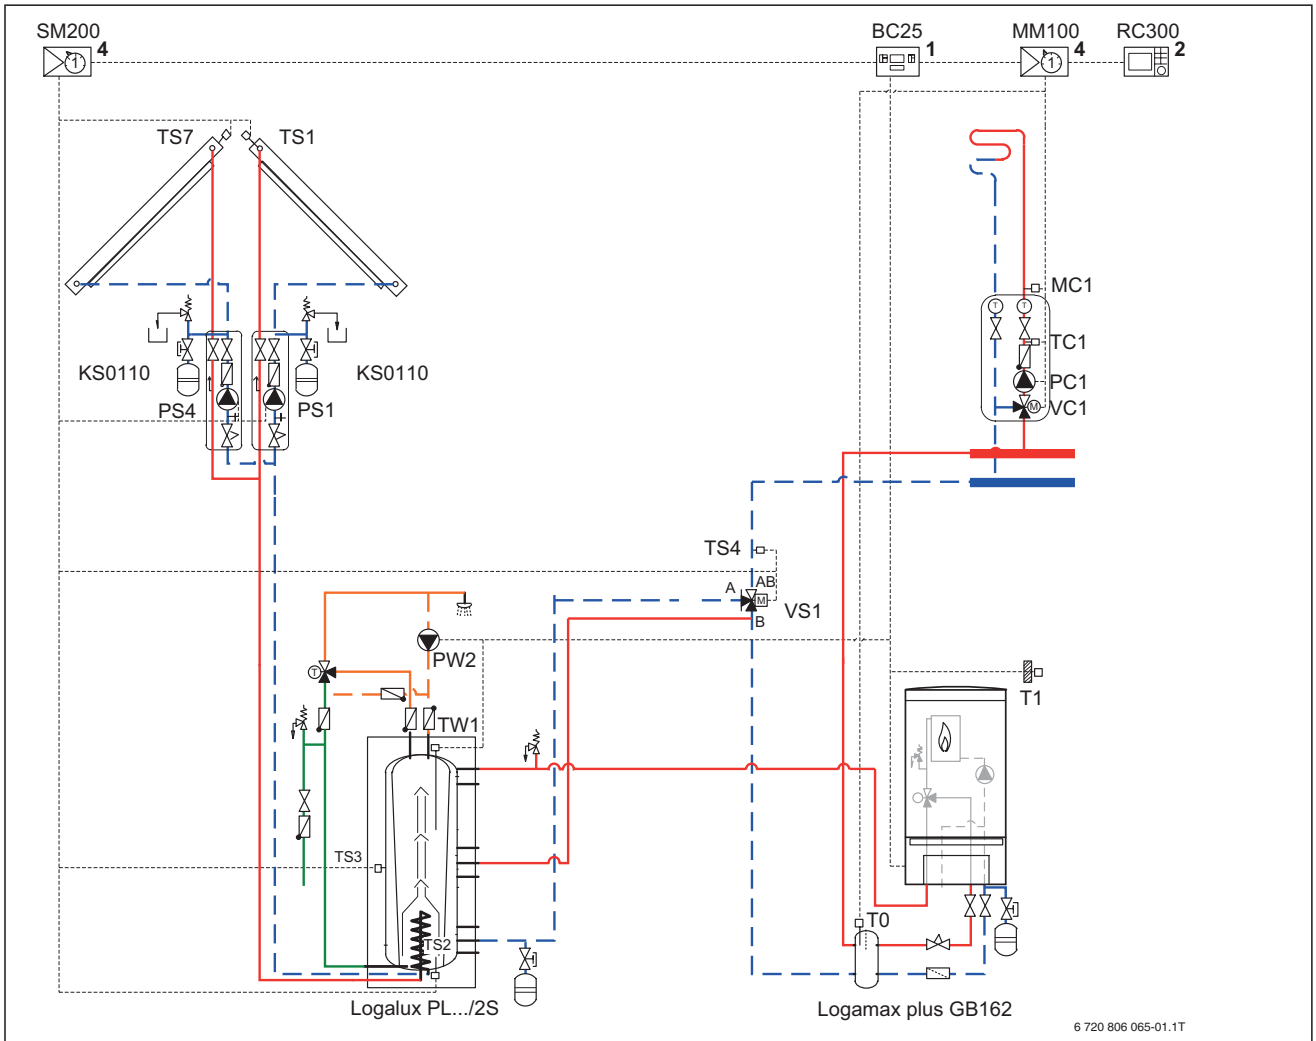 SM200
4
1
BC25
1
MM100
4
1
RC300
2
TS7
TS1
MC1
T
T
TC1
KS0110
KS0110
PC1
PS4
PS1
M
VC1
TS4
A
AB
M
VS1
B
PW2
T
T1
TW1
TS3
T0
TS2
Logalux PL.../2S
Logamax plus GB162
6 720 806 065-01.1T